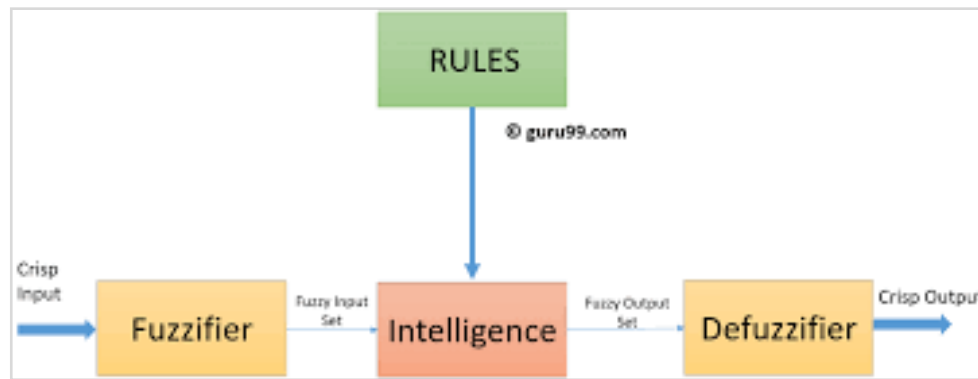 RULES
© guru99.com
Crisp
Input
Fuzzifier
Fuzzy Input
Set
Intelligence
Fuzzy Output
Set
Defuzzifier
Crisp Output